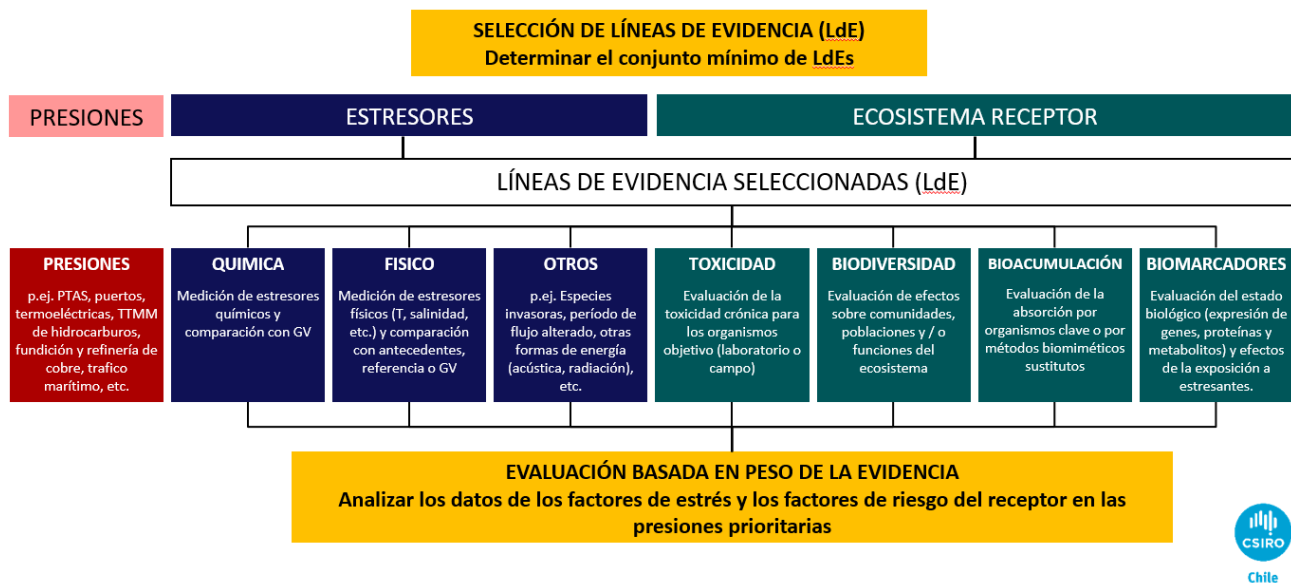 SELECCIÓN DE LÍNEAS DE EVIDENCIA (LdE)
Determinar el conjunto mínimo de LdEs
PRESIONES
ESTRESORES
ECOSISTEMA RECEPTOR
LÍNEAS DE EVIDENCIA SELECCIONADAS (LdE)
PRESIONES
p.ej. PTAS, puertos,
termoeléctricas, TTMM
de hidrocarburos,
fundición y refinería de
cobre, trafico
marítimo, etc.
QUIMICA
Medición de estresores
químicos y
comparación con GV
FISICO
Medición de estresores
físicos (T, salinidad,
etc.) y comparación
con antecedentes,
referencia o GV
OTROS
p.ej. Especies
invasoras, período de
flujo alterado, otras
formas de energía
(acústica, radiación),
etc.
TOXICIDAD
Evaluación de la
toxicidad crónica para
los organismos
objetivo (laboratorio o
campo)
BIODIVERSIDAD
Evaluación de efectos
sobre comunidades,
poblaciones y / o
funciones del
ecosistema
BIOACUMULACIÓN
Evaluación de la
absorción por
organismos clave o por
métodos biomiméticos
sustitutos
BIOMARCADORES
Evaluación del estado
biológico (expresión de
genes, proteínas y
metabolitos) y efectos
de la exposición a
estresantes.
EVALUACIÓN BASADA EN PESO DE LA EVIDENCIA
Analizar los datos de los factores de estrés y los factores de riesgo del receptor en las
presiones prioritarias
CSIRO
Chile